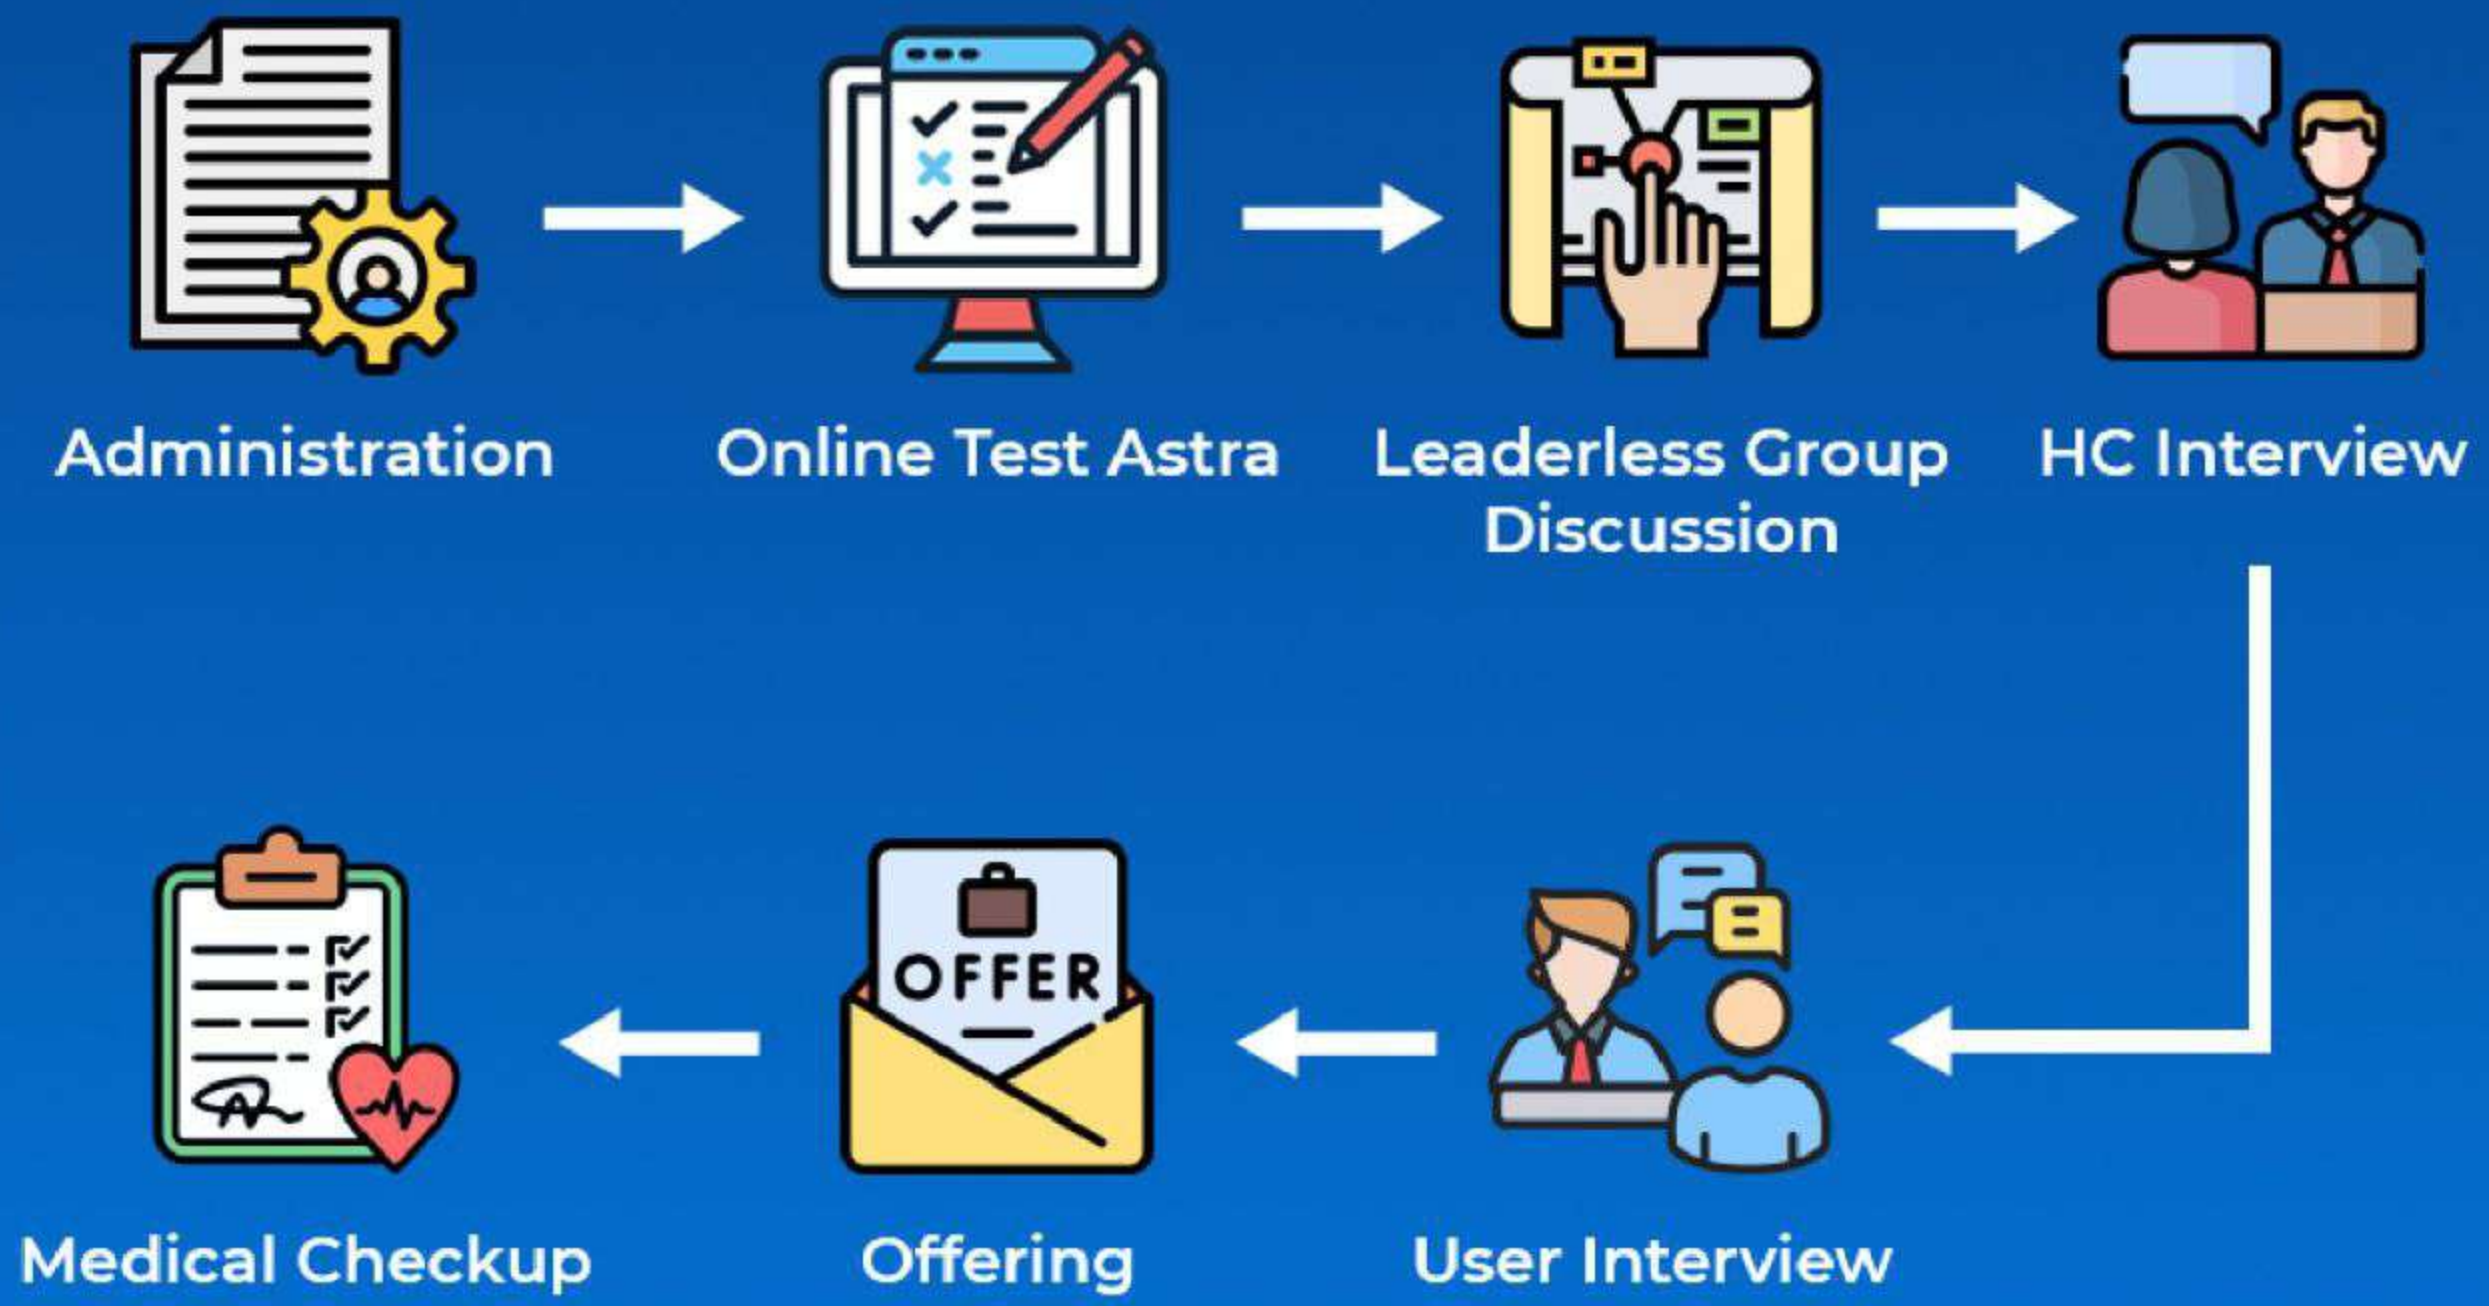 Administration
Online Test Astra
Leaderless Group
Discussion
HC Interview
OFFER
Medical Checkup
Offering
User Interview